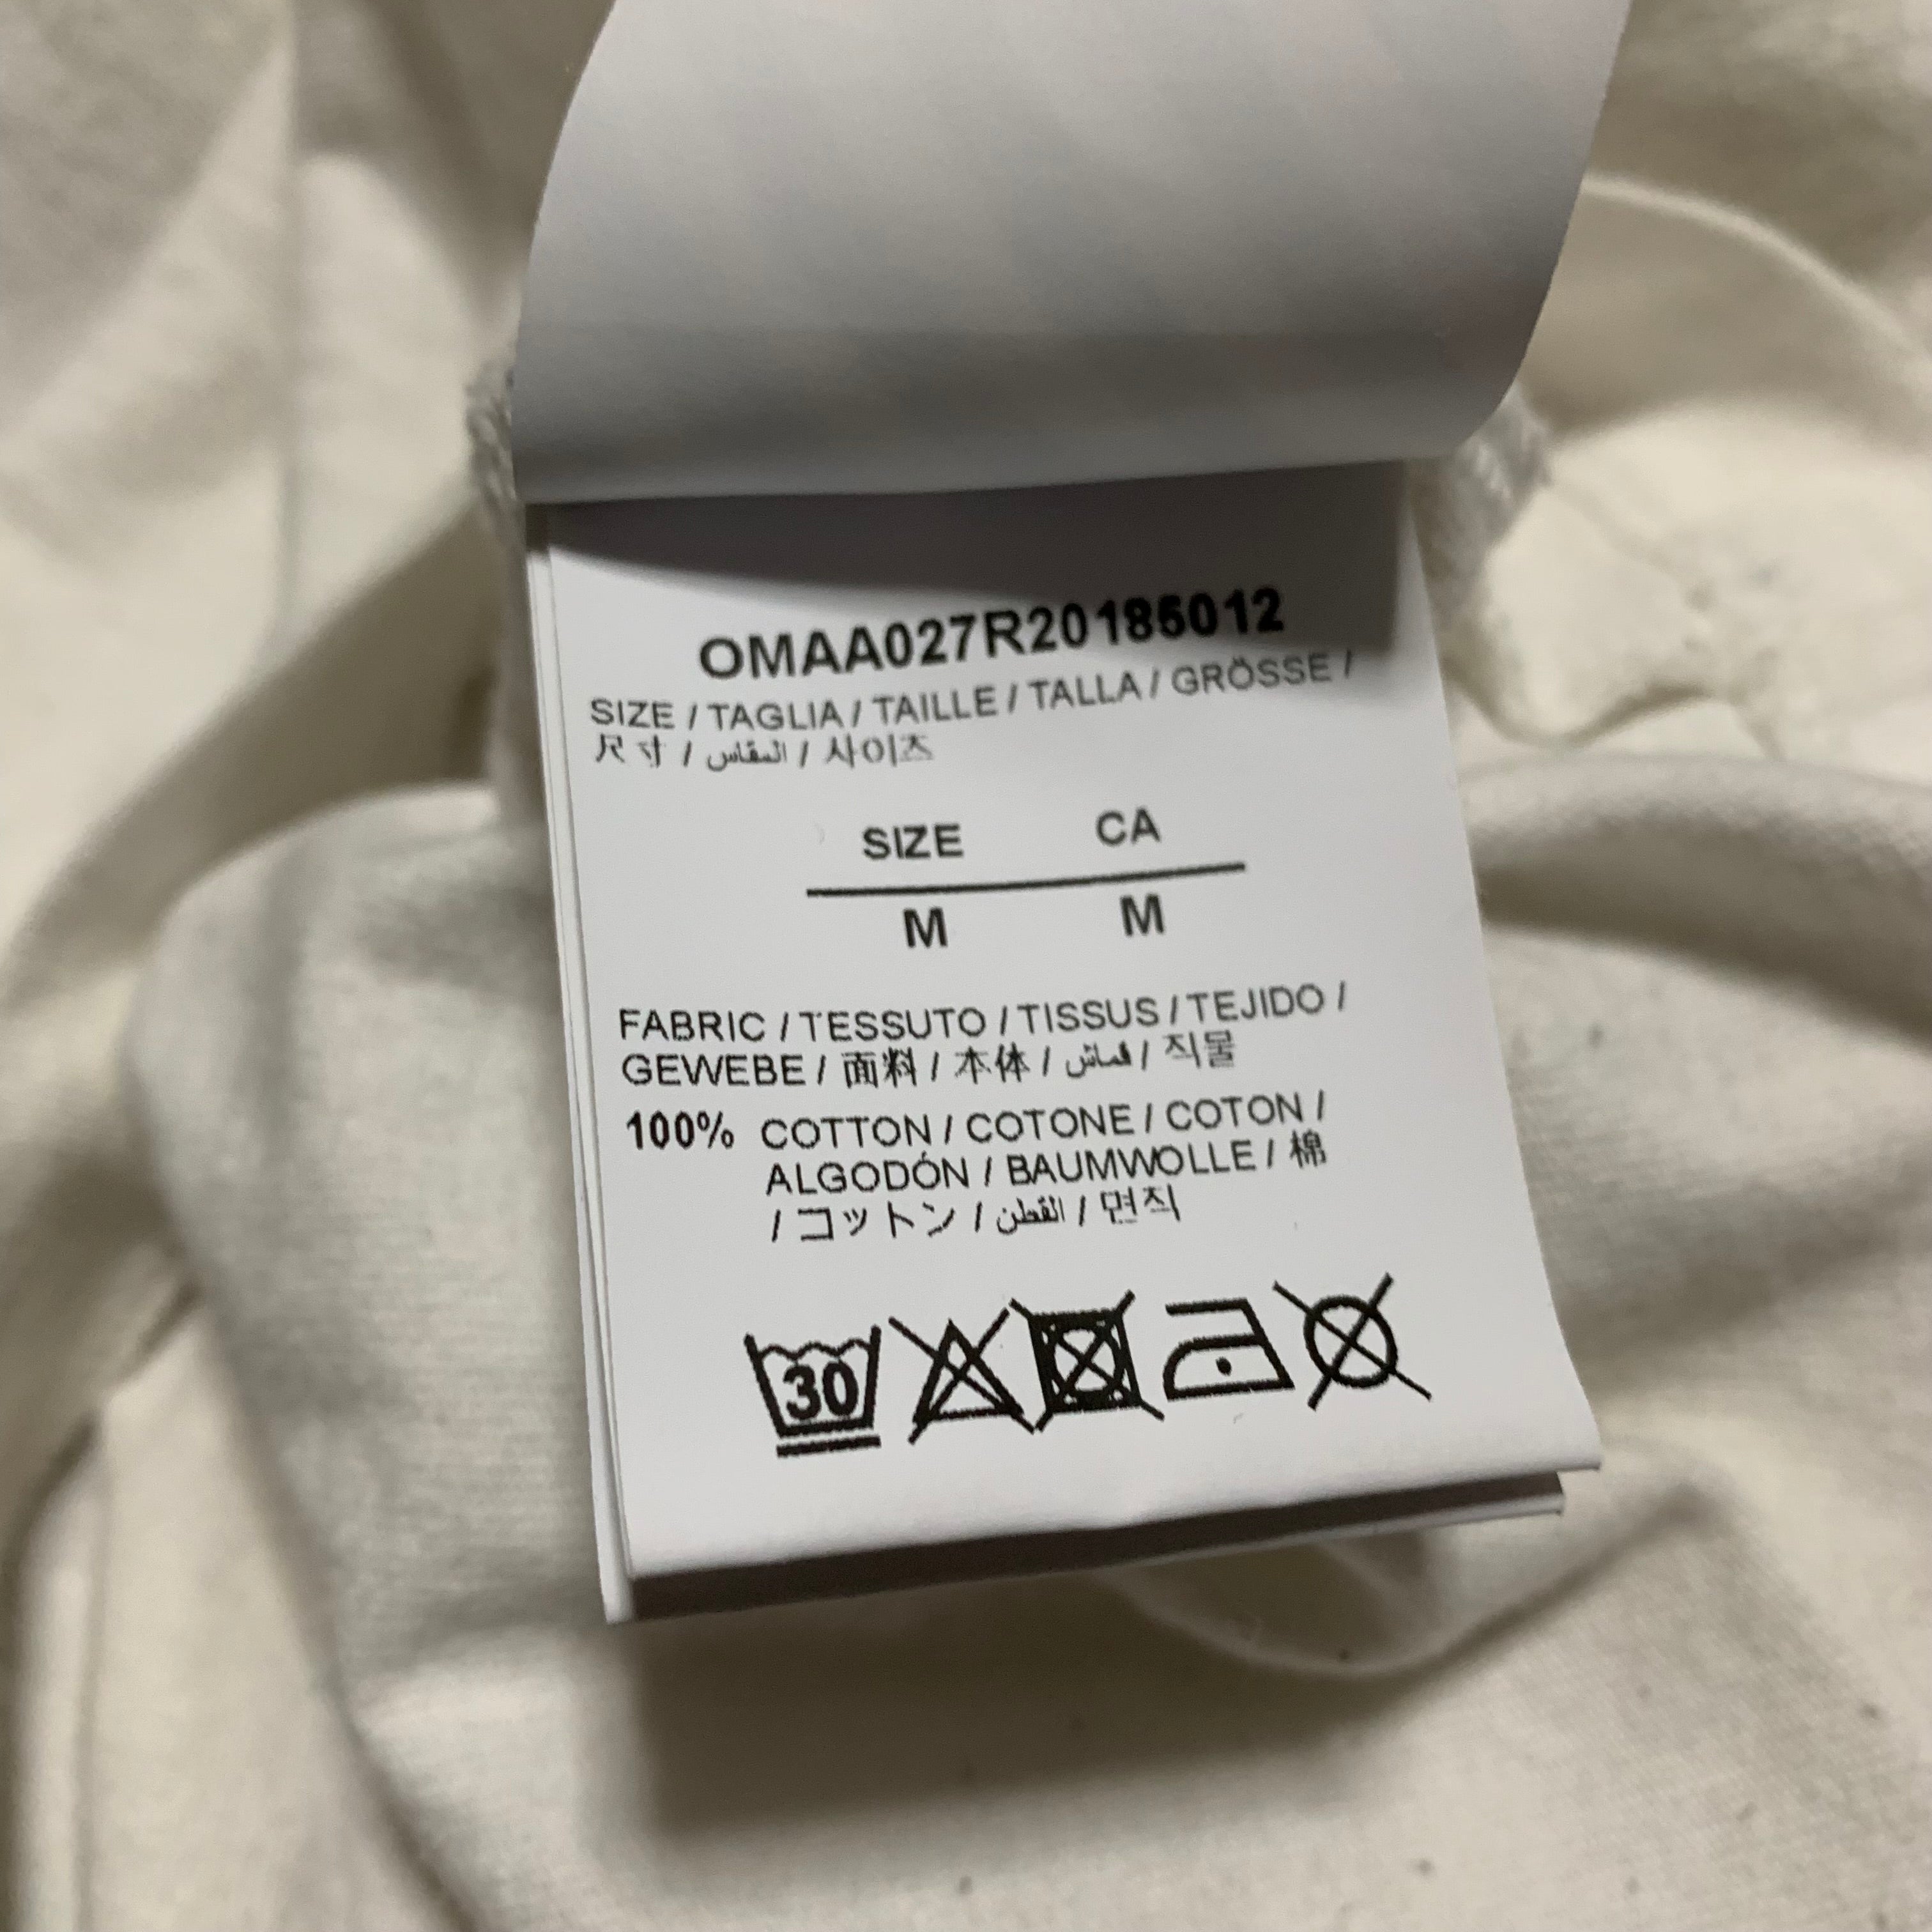 OMAA027R20185012
SIZE / TAGLIA / TAILLE / TALLA / GRÖSSE /
尺寸 / المقاس / 사이즈
SIZE CA
M M
FABRIC / TESSUTO / TISSUS / TEJIDO /
GEWEBE / 面料 / 本体 / قماش / 직물
100% COTTON / COTONE / COTON /
ALGODÓN / BAUMWOLLE / 棉
/ コットン / القطن / 면직
30